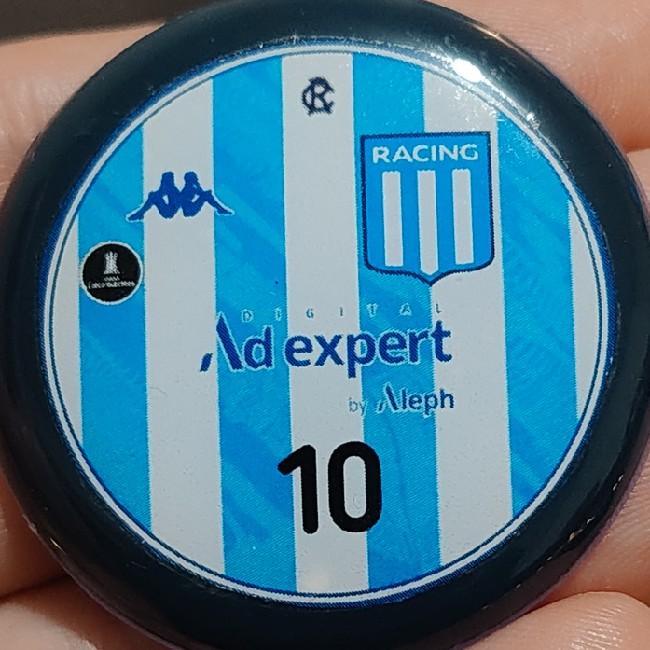 RACING
DIGITAL
Ad expert
by Aleph
10